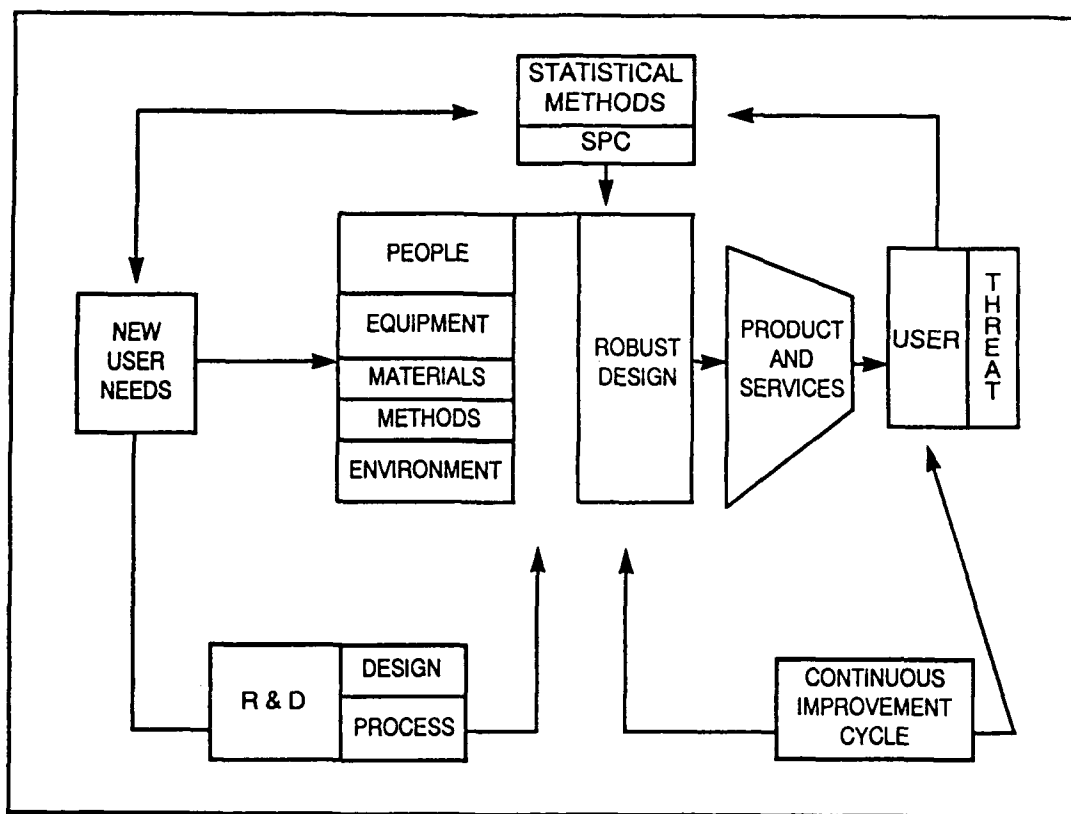 STATISTICAL
METHODS
SPC
NEW
USER
NEEDS
PEOPLE
EQUIPMENT
MATERIALS
METHODS
ENVIRONMENT
ROBUST
DESIGN
PRODUCT
AND
SERVICES
USER
THREAT
R & D
DESIGN
PROCESS
CONTINUOUS
IMPROVEMENT
CYCLE